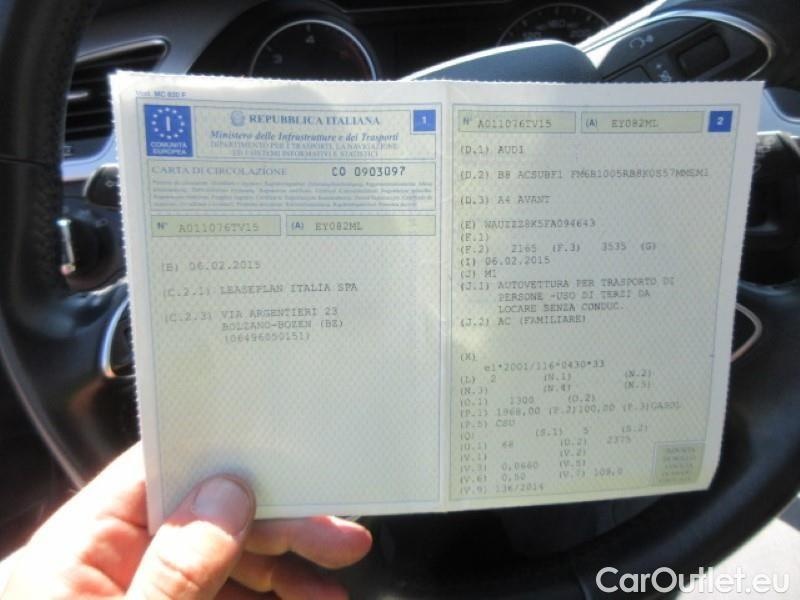 Mod. MC 820 F
COMUNITÀ
EUROPEA
REPUBBLICA ITALIANA
1
Ministero delle Infrastrutture e dei Trasporti
DIPARTIMENTO PER I TRASPORTI, LA NAVIGAZIONE
ED I SISTEMI INFORMATIVI E STATISTICI
CARTA DI CIRCOLAZIONE CO 0903097
N° A011076TV15 (A) EY082ML
(B) 06.02.2015
(C.2.1) LEASEPLAN ITALIA SPA
(C.2.3) VIA ARGENTIERI 23
BOLZANO-BOZEN (BZ)
(06496050151)
N° A011076TV15 (A) EY082ML 2
(D.1) AUDI
(D.2) B8 ACSUBF1 FM6B1005RB8K0S57MMEM1
(D.3) A4 AVANT
(E) WAUZZZ8K5FA094643
(F.1)
(F.2) 2165 (F.3) 3535 (G)
(I) 06.02.2015
(J) M1
(J.1) AUTOVETTURA PER TRASPORTO DI
PERSONE -USO DI TERZI DA
LOCARE SENZA CONDUC.
(J.2) AC (FAMILIARE)
(K)
e1*2001/116*0430*33
(L) 2 (N.1) (N.2)
(N.3) (N.4) (N.5)
(O.1) 1300 (O.2)
(P.1) 1968,00 (P.2)100,00 (P.3)GASOL
(P.5) CSU
(Q) (S.1) 5 (S.2)
(U.1) 68 (U.2) 2375
(V.1) (V.2)
(V.3) 0,0660 (V.5)
(V.6) 0,50 (V.7) 109,0
(V.9) 136/2014
CarOutlet.eu